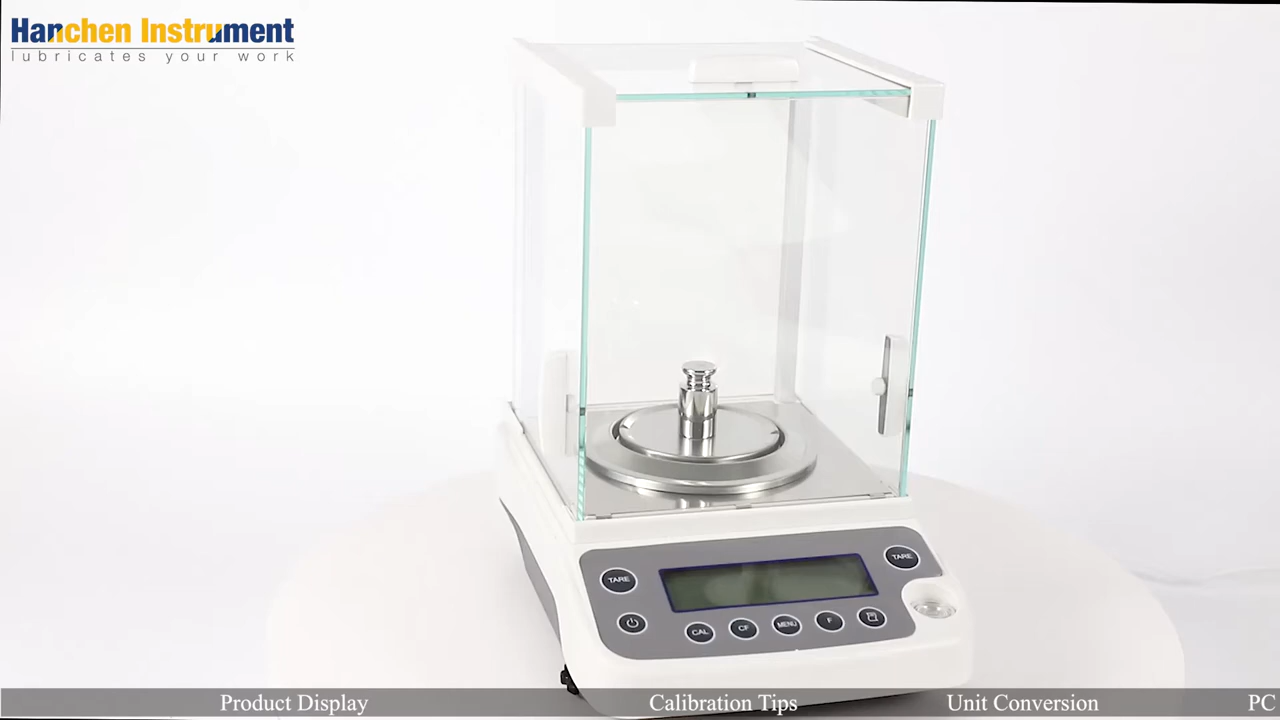 Hanchen Instrument
lubricates your work
TARE
TARE
CAL CF MENU F
Product Display Calibration Tips Unit Conversion PC